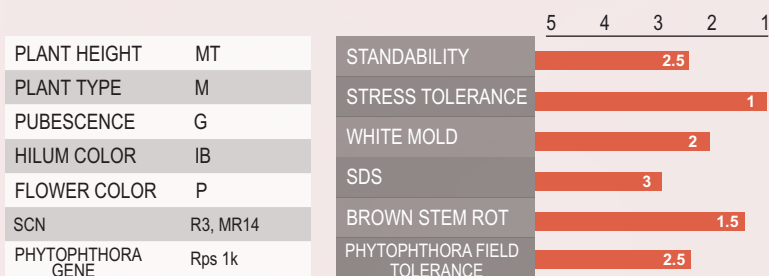 PLANT HEIGHT MT
PLANT TYPE M
PUBESCENCE G
HILUM COLOR IB
FLOWER COLOR P
SCN R3, MR14
PHYTOPHTHORA
GENE Rps 1k
5 4 3 2 1
STANDABILITY 2.5
STRESS TOLERANCE 1
WHITE MOLD 2
SDS 3
BROWN STEM ROT 1.5
PHYTOPHTHORA FIELD
TOLERANCE 2.5